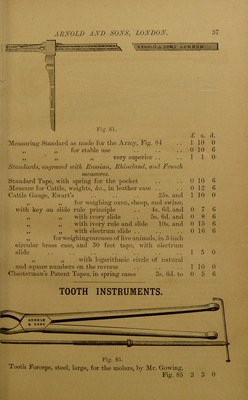 ARNOLD AND SONS, LONDON. 37
ARNOLD & SONS LONDON
Fig. 84.
£ s. d.
Measuring Standard as made for the Army, Fig. 84 .. 1 10 0
„ „ for stable use .. .. 0 10 6
„ „ „ very superior .. .. 1 1 0
Standards, engraved with Russian, Rhineland, and French
measures.
Standard Tape, with spring for the pocket .. .. 0 10 6
Measure for Cattle, weights, &c., in leather case .. .. 0 12 6
Cattle Gauge, Ewart's .. .. 25s. and 1 10 0
„ „ for weighing oxen, sheep, and swine,
with key on slide rule principle .. 4s. 6d. and 0 7 6
„ „ with ivory slide 5s. 6d. and 0 8 6
„ „ with ivory rule and slide 10s. and 0 15 6
„ „ with electrum slide .. .. .. 0 16 6
„ for weighing carcases of live animals, in 5-inch
circular brass case, and 30 feet tape, with electrum
slide .. .. .. .. .. .. 1 5 0
„ „ with logarithmic circle of natural
and square numbers on the reverse .. .. 1 10 0
Chesterman's Patent Tapes, in spring cases 3s. 6d. to 0 5 6
TOOTH INSTRUMENTS.
ARNOLD
& SONS
Fig. 85.
Tooth Forceps, steel, large, for the molars, by Mr. Gowing,
Fig. 85 3 3 0